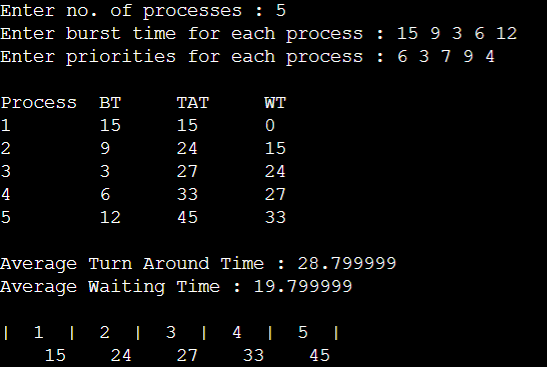 Enter no. of processes : 5
Enter burst time for each process : 15 9 3 6 12
Enter priorities for each process : 6 3 7 9 4
Process BT TAT WT
1 15 15 0
2 9 24 15
3 3 27 24
4 6 33 27
5 12 45 33
Average Turn Around Time : 28.799999
Average Waiting Time : 19.799999
| 1 | 2 | 3 | 4 | 5 |
15 24 27 33 45